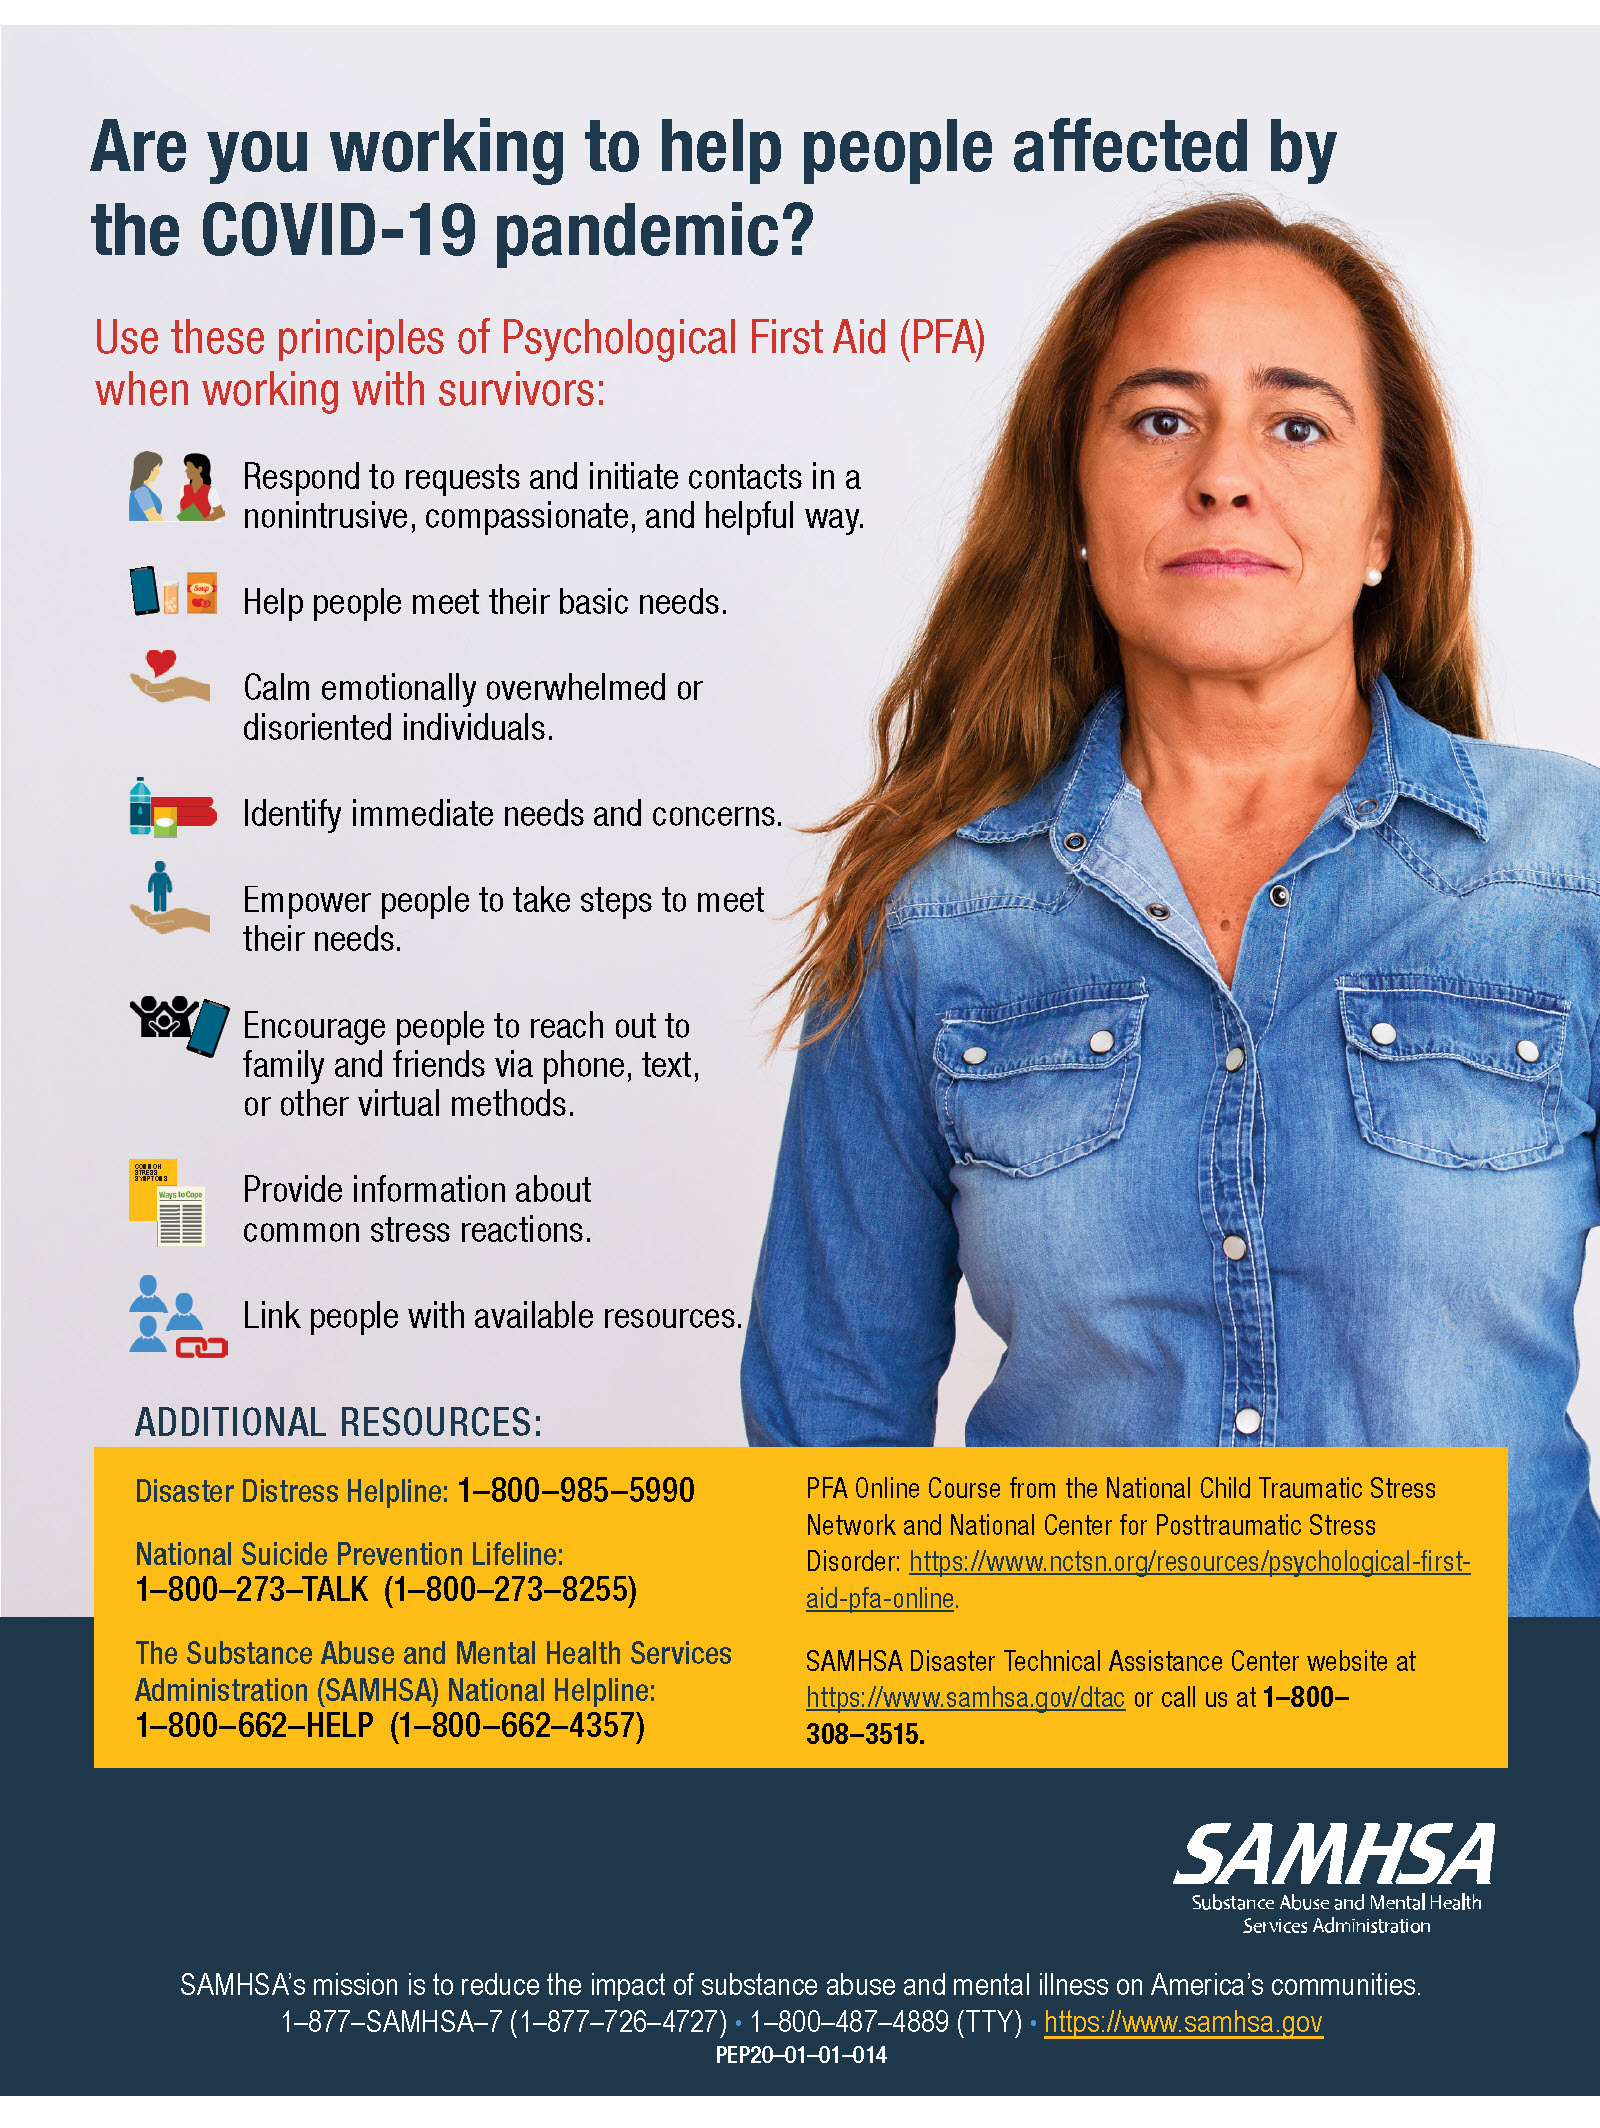 Are you working to help people affected by
the COVID-19 pandemic?
Use these principles of Psychological First Aid (PFA)
when working with survivors:
Respond to requests and initiate contacts in a
nonintrusive, compassionate, and helpful way.
Soup
Help people meet their basic needs.
Calm emotionally overwhelmed or
disoriented individuals.
Identify immediate needs and concerns.
Empower people to take steps to meet
their needs.
Encourage people to reach out to
family and friends via phone, text,
or other virtual methods.
COMMON
STRESS
SYMPTOMS
Ways to Cope
Provide information about
common stress reactions.
Link people with available resources.
ADDITIONAL RESOURCES:
Disaster Distress Helpline: 1–800–985–5990
National Suicide Prevention Lifeline:
1–800–273–TALK (1–800–273–8255)
The Substance Abuse and Mental Health Services
Administration (SAMHSA) National Helpline:
1–800–662–HELP (1–800–662–4357)
PFA Online Course from the National Child Traumatic Stress
Network and National Center for Posttraumatic Stress
Disorder: https://www.nctsn.org/resources/psychological-first-
aid-pfa-online.
SAMHSA Disaster Technical Assistance Center website at
https://www.samhsa.gov/dtac or call us at 1–800–
308–3515.
SAMHSA
Substance Abuse and Mental Health
Services Administration
SAMHSA’s mission is to reduce the impact of substance abuse and mental illness on America’s communities.
1–877–SAMHSA–7 (1–877–726–4727) • 1–800–487–4889 (TTY) • https://www.samhsa.gov
PEP20–01–01–014